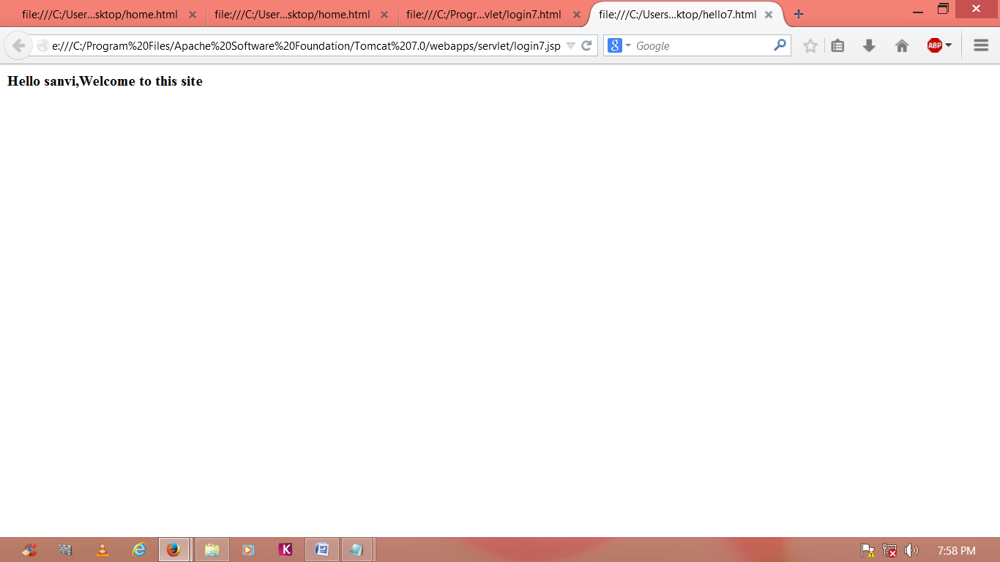 file:///C:/User...sktop/home.html
file:///C:/User...sktop/home.html
file:///C:/Progr...vlet/login7.html
file:///C:/Users...ktop/hello7.html
e:///C:/Program%20Files/Apache%20Software%20Foundation/Tomcat%207.0/webapps/servlet/login7.jsp
8
Google
ABP
Hello sanvi,Welcome to this site
K
W
7:58 PM